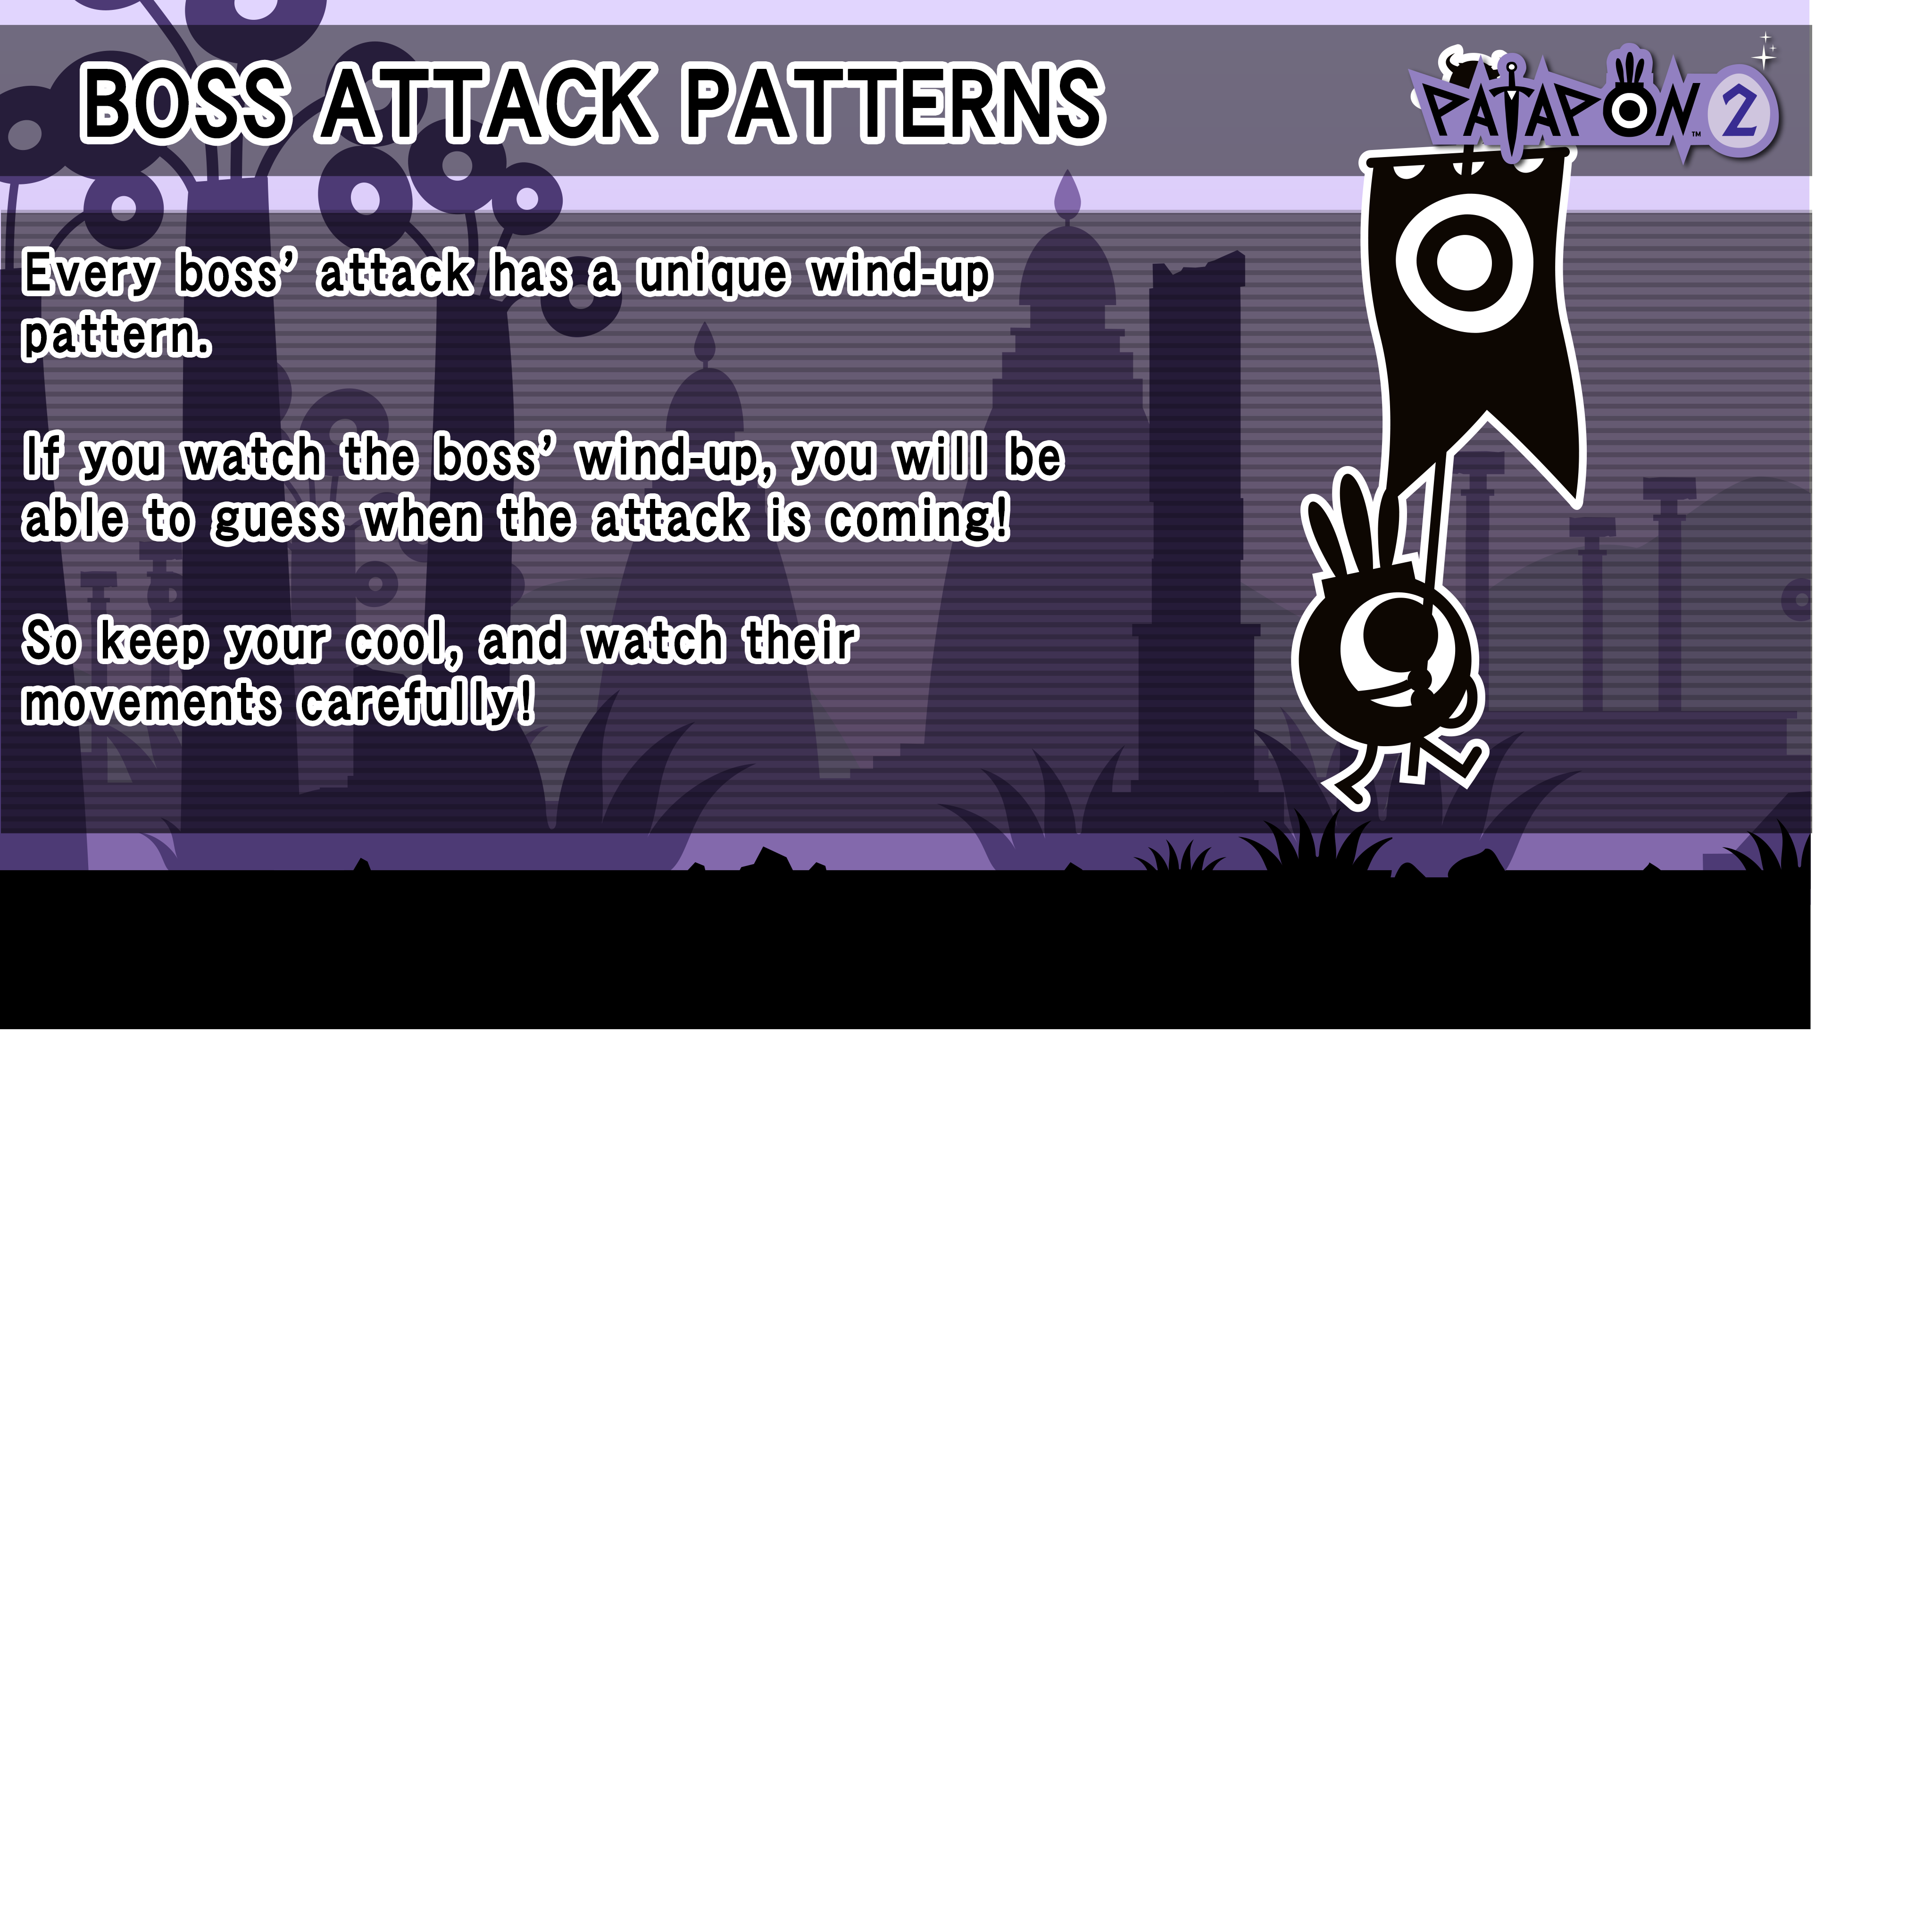 BOSS ATTACK PATTERNS
PATAPON™ 2
Every boss’ attack has a unique wind-up
pattern.
If you watch the boss’ wind-up, you will be
able to guess when the attack is coming!
So keep your cool, and watch their
movements carefully!